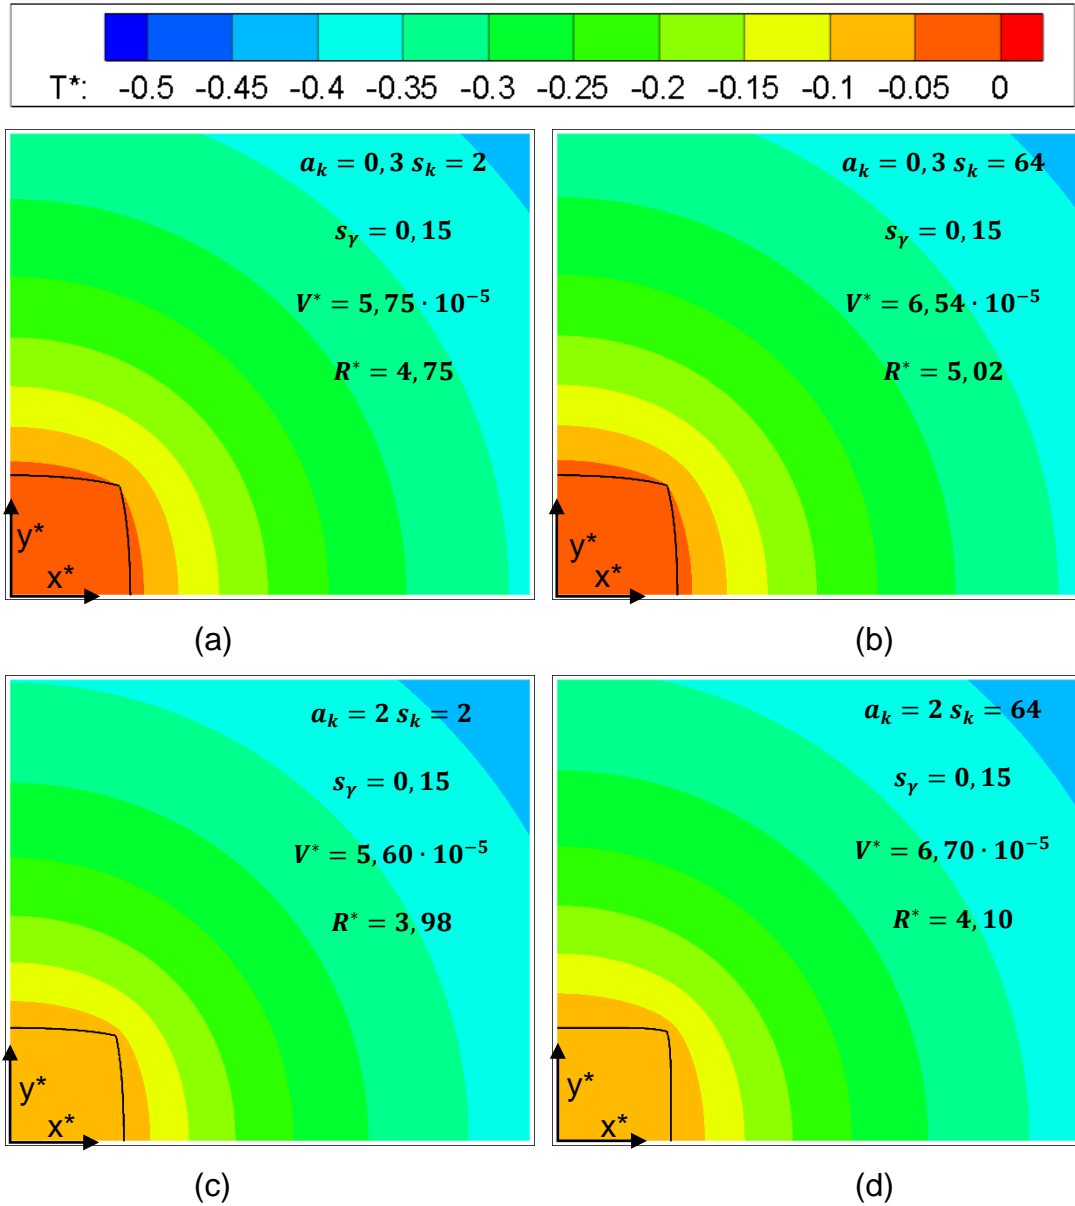 T*: -0.5 -0.45 -0.4 -0.35 -0.3 -0.25 -0.2 -0.15 -0.1 -0.05 0
a_k = 0,3 s_k = 2
s_γ = 0,15
V* = 5,75 · 10⁻⁵
R* = 4,75
y*
x*
(a)
a_k = 0,3 s_k = 64
s_γ = 0,15
V* = 6,54 · 10⁻⁵
R* = 5,02
y*
x*
(b)
a_k = 2 s_k = 2
s_γ = 0,15
V* = 5,60 · 10⁻⁵
R* = 3,98
y*
x*
(c)
a_k = 2 s_k = 64
s_γ = 0,15
V* = 6,70 · 10⁻⁵
R* = 4,10
y*
x*
(d)